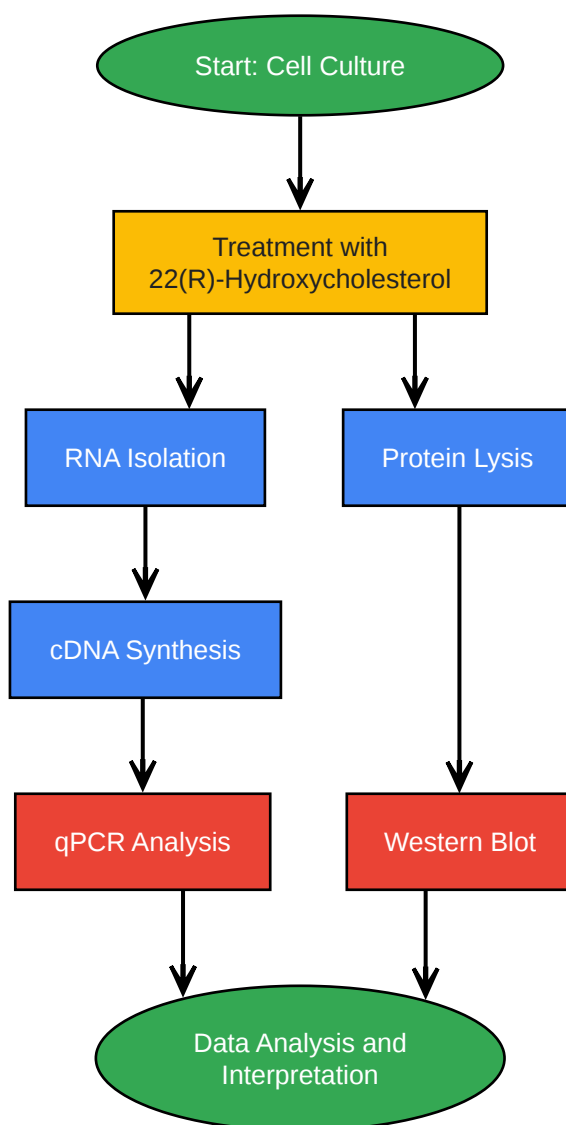 Start: Cell Culture
Treatment with
22(R)-Hydroxycholesterol
RNA Isolation
Protein Lysis
cDNA Synthesis
qPCR Analysis
Western Blot
Data Analysis and
Interpretation